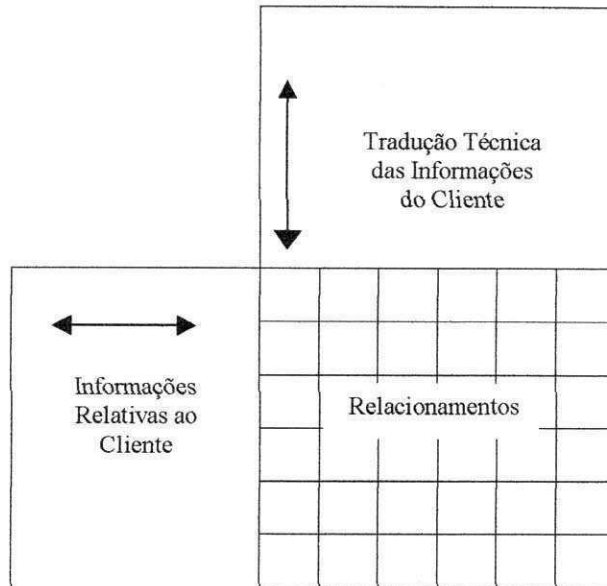 Tradução Técnica
das Informações
do Cliente
Informações
Relativas ao
Cliente
Relacionamentos